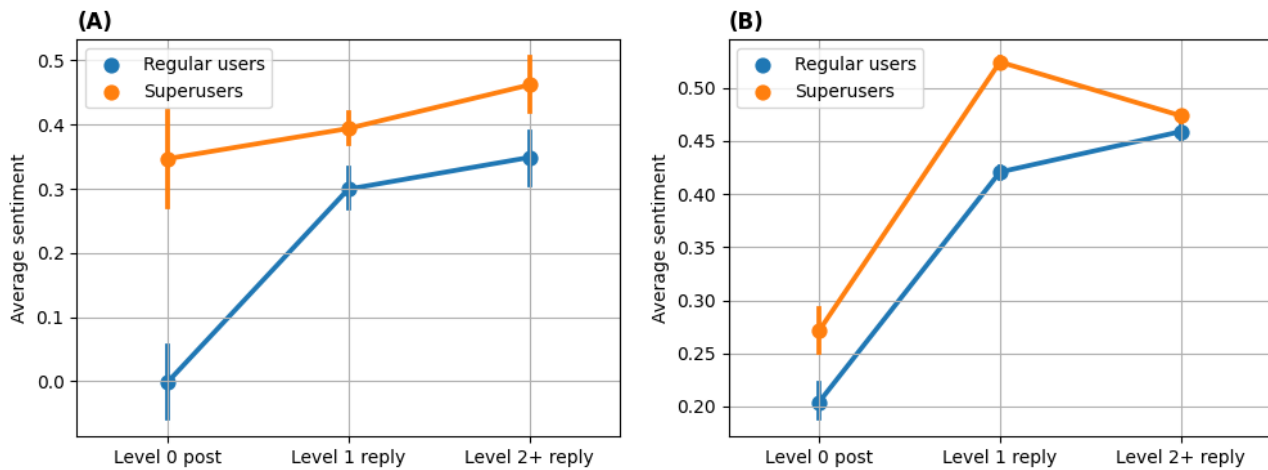 (A)
Regular users
Superusers
Average sentiment
0.5
0.4
0.3
0.2
0.1
0.0
Level 0 post
Level 1 reply
Level 2+ reply
(B)
Regular users
Superusers
Average sentiment
0.50
0.45
0.40
0.35
0.30
0.25
0.20
Level 0 post
Level 1 reply
Level 2+ reply